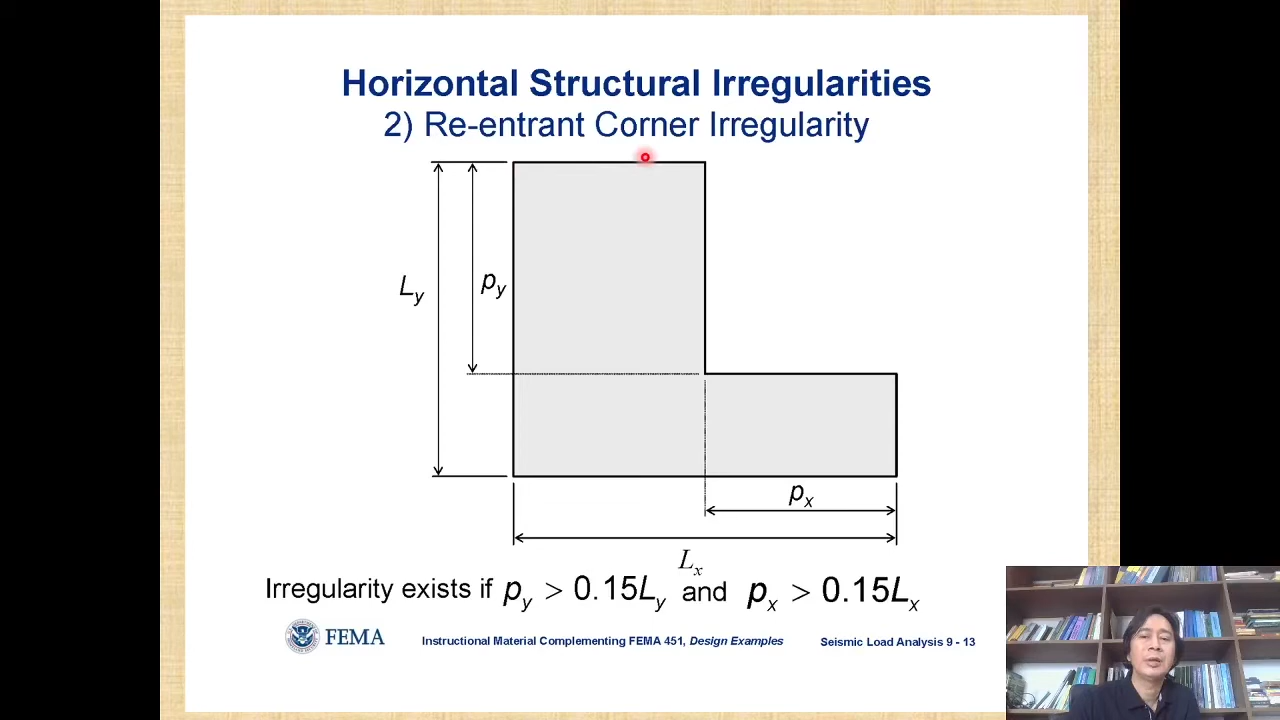 Horizontal Structural Irregularities
2) Re-entrant Corner Irregularity
Ly
py
px
Lx
Irregularity exists if py > 0.15Ly and px > 0.15Lx
FEMA
Instructional Material Complementing FEMA 451, Design Examples
Seismic Load Analysis 9 - 13